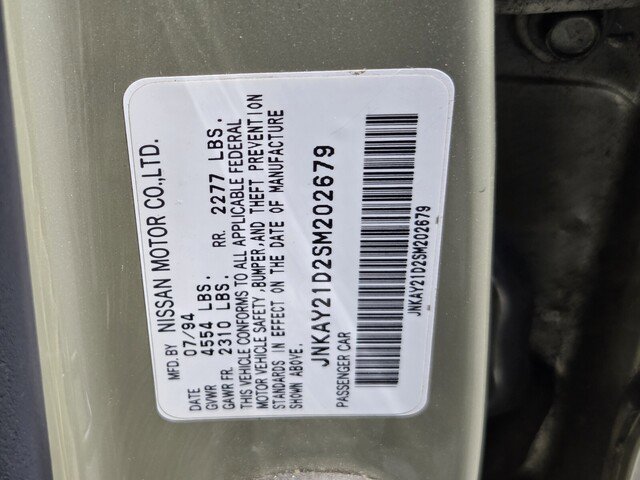 MFD. BY NISSAN MOTOR CO.,LTD.
DATE 07/94
GVWR 4554 LBS.
GAWR FR. 2310 LBS. RR. 2277 LBS.
THIS VEHICLE CONFORMS TO ALL APPLICABLE FEDERAL
MOTOR VEHICLE SAFETY ,BUMPER,AND THEFT PREVENTION
STANDARDS IN EFFECT ON THE DATE OF MANUFACTURE
SHOWN ABOVE.
JNKAY21D2SM202679
PASSENGER CAR
JNKAY21D2SM202679